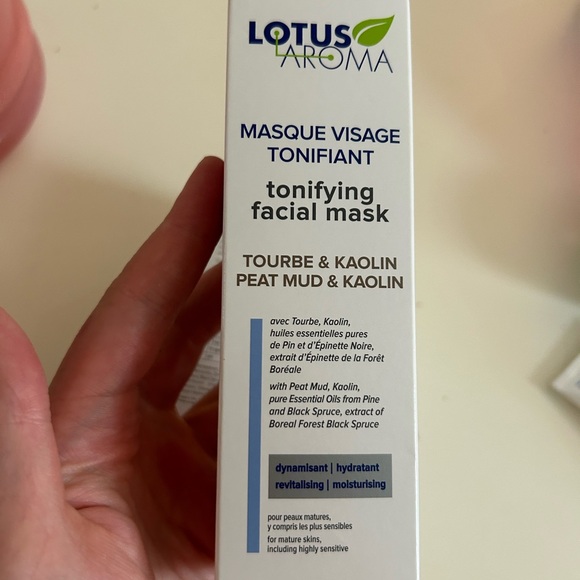 LOTUS
AROMA
MASQUE VISAGE
TONIFIANT
tonifying
facial mask
TOURBE & KAOLIN
PEAT MUD & KAOLIN
avec Tourbe, Kaolin,
huiles essentielles pures
de Pin et d'Épinette Noire,
extrait d'Épinette de la Forêt
Boréale
with Peat Mud, Kaolin,
pure Essential Oils from Pine
and Black Spruce, extract of
Boreal Forest Black Spruce
dynamisant | hydratant
revitalising | moisturising
pour peaux matures,
y compris les plus sensibles
for mature skins,
including highly sensitive